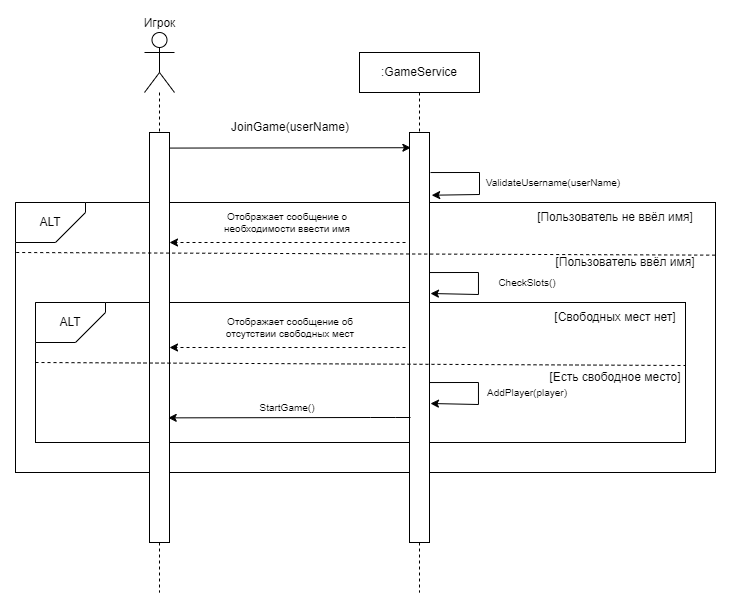 Игрок
:GameService
JoinGame(userName)
ValidateUsername(userName)
ALT
Отображает сообщение о
необходимости ввести имя
[Пользователь не ввёл имя]
[Пользователь ввёл имя]
CheckSlots()
ALT
Отображает сообщение об
отсутствии свободных мест
[Свободных мест нет]
[Есть свободное место]
AddPlayer(player)
StartGame()